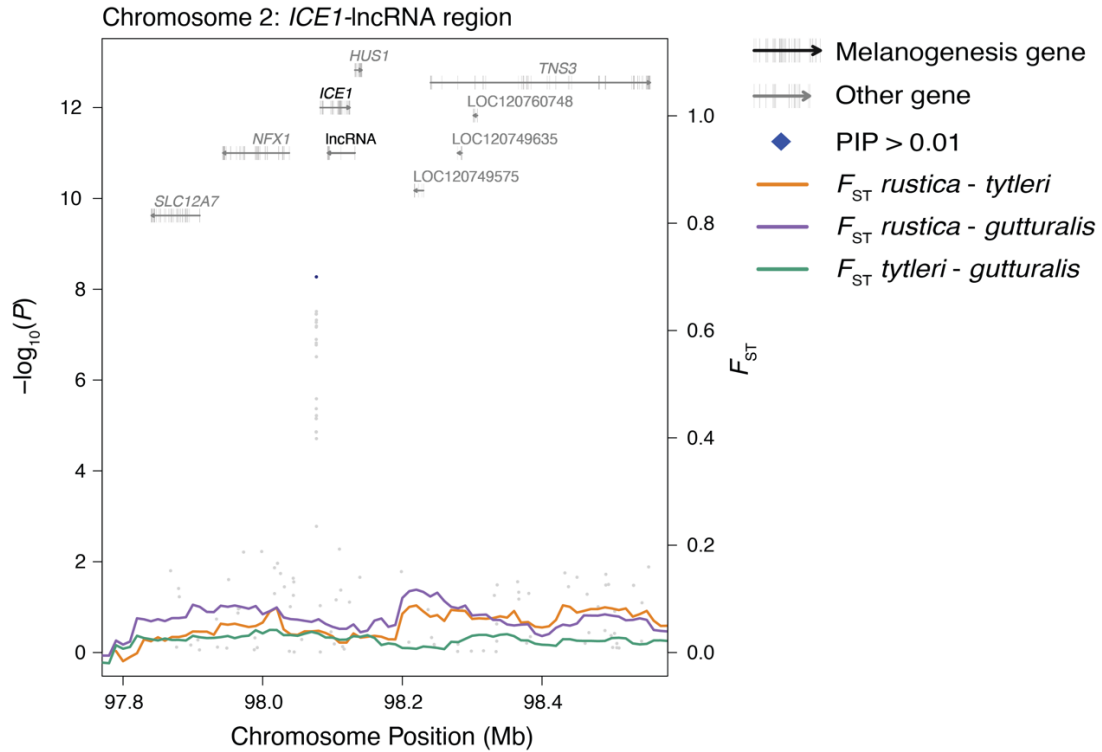 Chromosome 2: ICE1-lncRNA region
HUS1
TNS3
ICE1
LOC120760748
NFX1
lncRNA
LOC120749635
LOC120749575
SLC12A7
12
10
8
6
4
2
0
−log10(P)
1.0
0.8
0.6
0.4
0.2
0.0
FST
97.8 98.0 98.2 98.4
Chromosome Position (Mb)
Melanogenesis gene
Other gene
PIP > 0.01
FST rustica - tytleri
FST rustica - gutturalis
FST tytleri - gutturalis